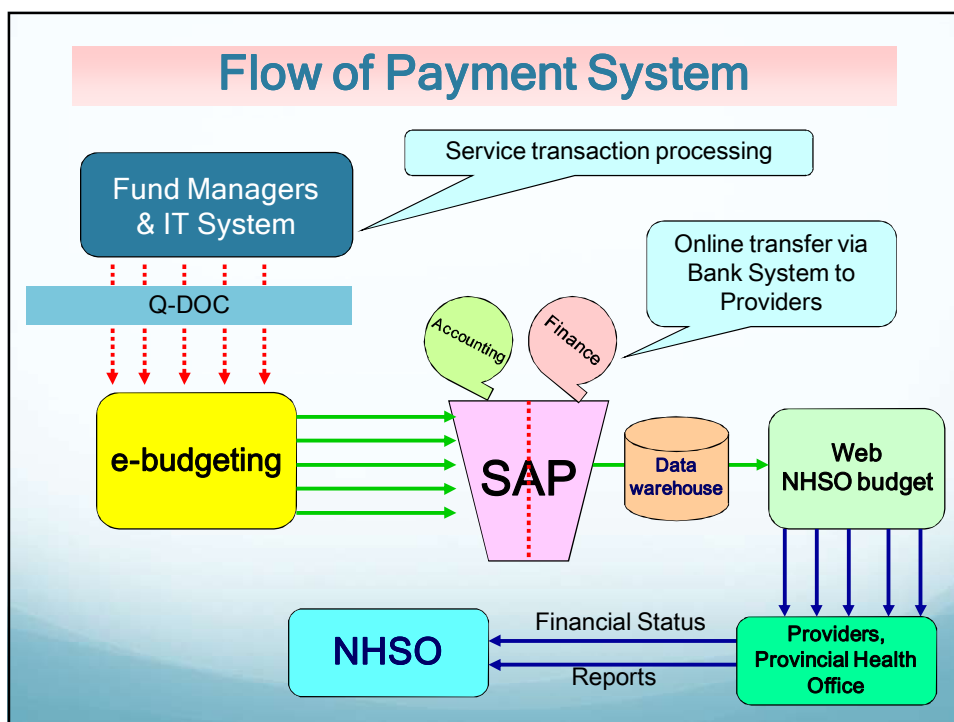 Flow of Payment System
Service transaction processing
Fund Managers
& IT System
Online transfer via
Bank System to
Providers
Q-DOC
Accounting
Finance
e-budgeting
SAP
Data
warehouse
Web
NHSO budget
Financial Status
NHSO
Reports
Providers,
Provincial Health
Office